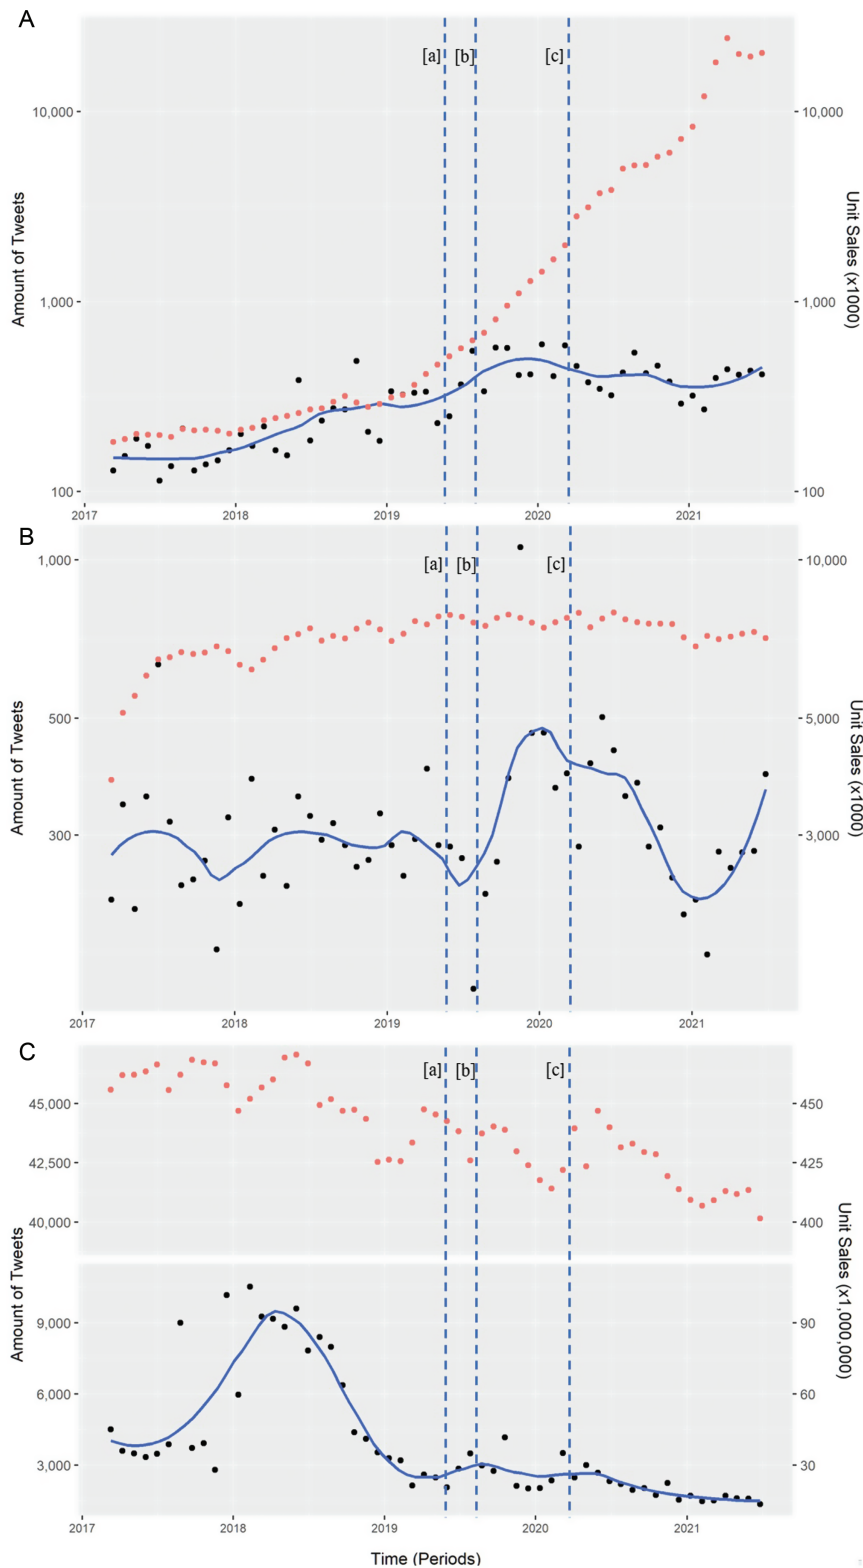 A
[a] [b] [c]
10,000 10,000
Amount of Tweets
Unit Sales (x1000)
1,000 1,000
100 100
2017 2018 2019 2020 2021
B
1,000 10,000
[a] [b] [c]
Amount of Tweets
Unit Sales (x1000)
500 5,000
300 3,000
2017 2018 2019 2020 2021
C
[a] [b] [c]
45,000 450
42,500 425
40,000 400
Amount of Tweets
Unit Sales (x1,000,000)
9,000 90
6,000 60
3,000 30
2017 2018 2019 2020 2021
Time (Periods)